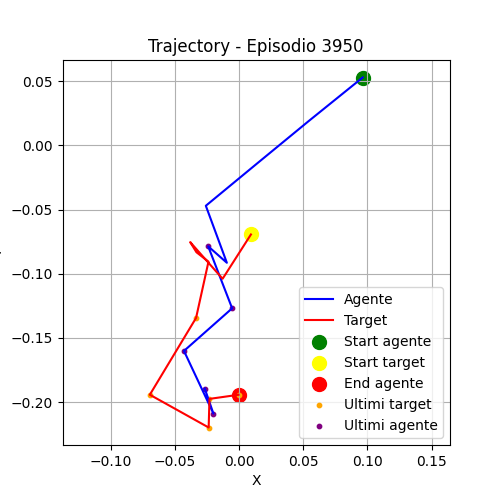 Trajectory - Episodio 3950
0.05
0.00
−0.05
−0.10
−0.15
−0.20
−0.10
−0.05
0.00
0.05
0.10
0.15
X
Agente
Target
Start agente
Start target
End agente
Ultimi target
Ultimi agente